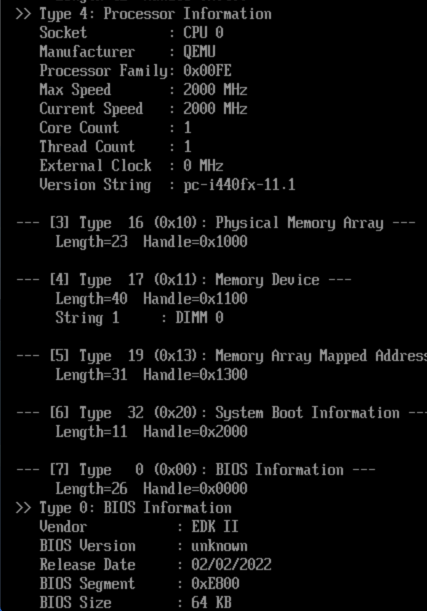 >> Type 4: Processor Information
Socket : CPU 0
Manufacturer : QEMU
Processor Family: 0x00FE
Max Speed : 2000 MHz
Current Speed : 2000 MHz
Core Count : 1
Thread Count : 1
External Clock : 0 MHz
Version String : pc-i440fx-11.1
--- [3] Type 16 (0x10): Physical Memory Array ---
Length=23 Handle=0x1000
--- [4] Type 17 (0x11): Memory Device ---
Length=40 Handle=0x1100
String 1 : DIMM 0
--- [5] Type 19 (0x13): Memory Array Mapped Address
Length=31 Handle=0x1300
--- [6] Type 32 (0x20): System Boot Information ---
Length=11 Handle=0x2000
--- [7] Type 0 (0x00): BIOS Information ---
Length=26 Handle=0x0000
>> Type 0: BIOS Information
Vendor : EDK II
BIOS Version : unknown
Release Date : 02/02/2022
BIOS Segment : 0xE800
BIOS Size : 64 KB